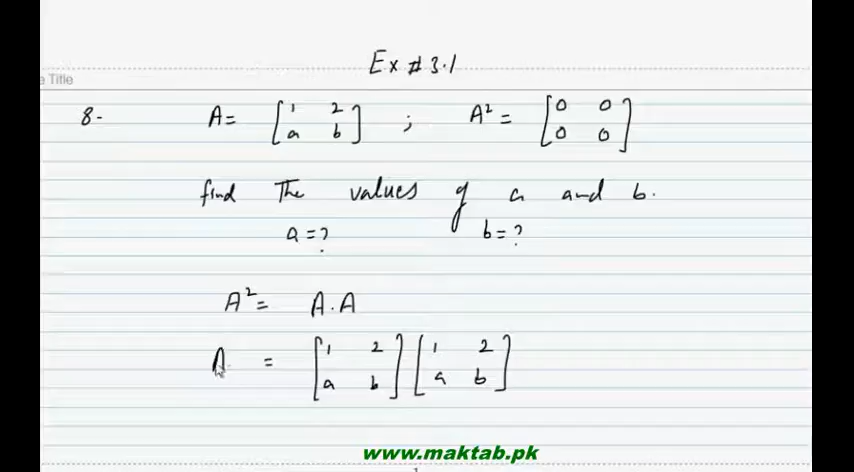 Ex # 3.1
e Title
8- A = [1 2 a b] ; A² = [0 0 0 0]
find The values of a and b.
a = ? b = ?
A² = A . A
A = [1 2 a b] [1 2 a b]
www.maktab.pk